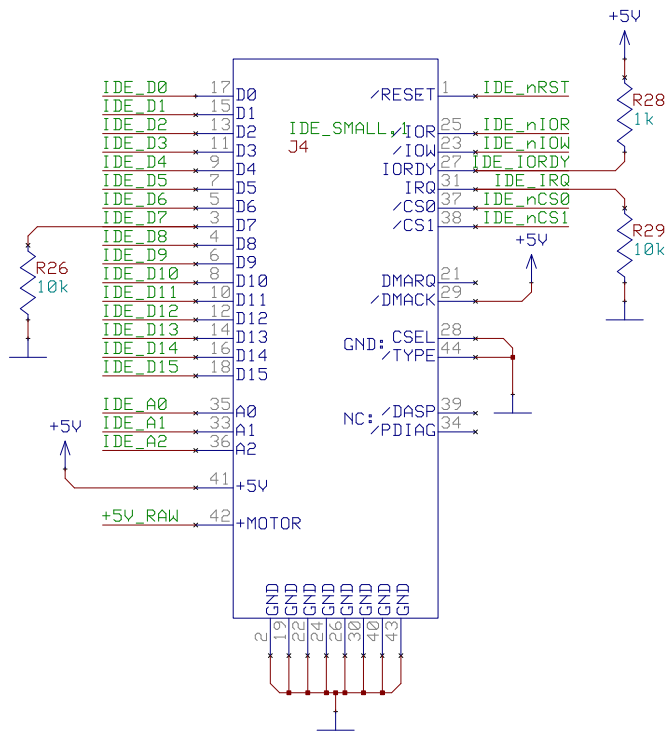 +5V
IDE_D0 17 D0 /RESET 1 IDE_nRST
R28
1k
IDE_D1 15 D1
IDE_SMALL,1
J4
IDE_D2 13 D2 /IOR 25 IDE_nIOR
IDE_D3 11 D3 /IOW 23 IDE_nIOW
IDE_D4 9 D4 IORDY 27 IDE_IORDY
IDE_D5 7 D5 IRQ 31 IDE_IRQ
IDE_D6 5 D6 /CS0 37 IDE_nCS0
IDE_D7 3 D7 /CS1 38 IDE_nCS1
R29
10k
+5V
IDE_D8 4 D8
IDE_D9 6 D9
R26
10k
IDE_D10 8 D10 DMARQ 21
IDE_D11 10 D11 /DMACK 29
IDE_D12 12 D12
IDE_D13 14 D13 GND: CSEL 28
IDE_D14 16 D14 /TYPE 44
IDE_D15 18 D15
IDE_A0 35 A0 NC: /DASP 39
IDE_A1 33 A1 /PDIAG 34
IDE_A2 36 A2
+5V
41 +5V
+5V_RAW 42 +MOTOR
GND GND GND GND GND GND GND GND
2 19 22 24 26 30 40 43